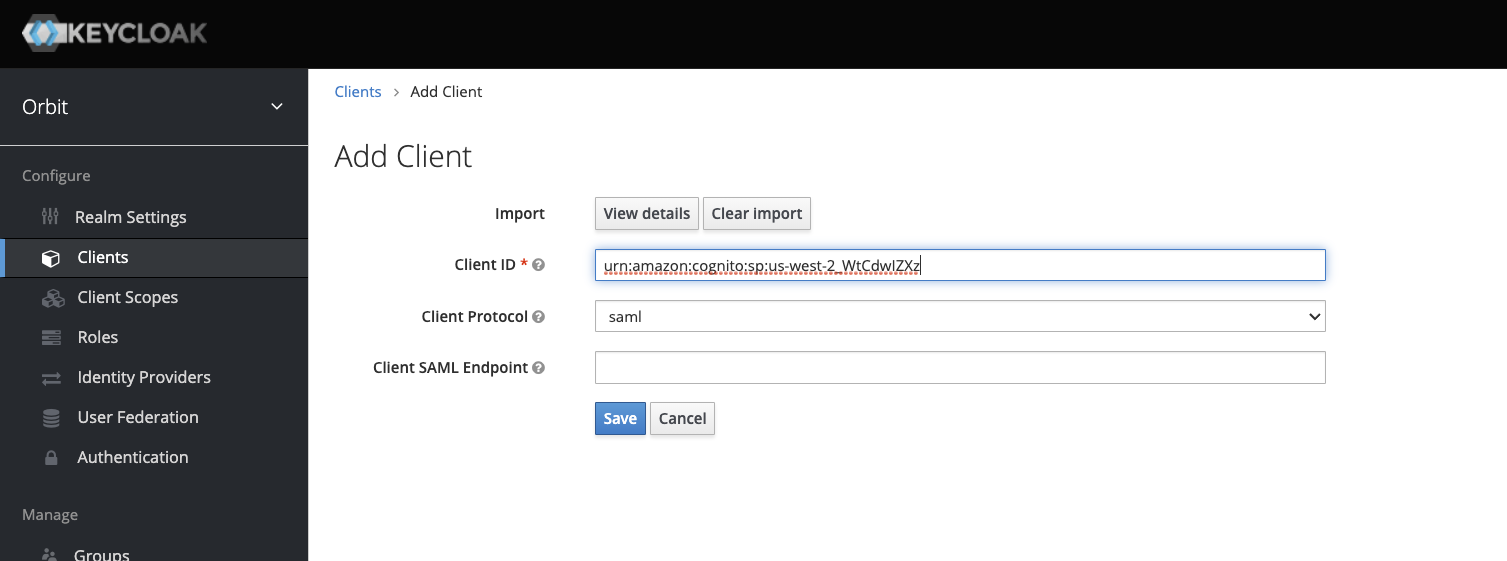 KEYCLOAK
Orbit
Clients > Add Client
Add Client
Configure
Realm Settings
Clients
Client Scopes
Roles
Identity Providers
User Federation
Authentication
Manage
Groups
Import View details Clear import
Client ID * urn:amazon:cognito:sp:us-west-2_WtCdwIZXz
Client Protocol saml
Client SAML Endpoint
Save Cancel